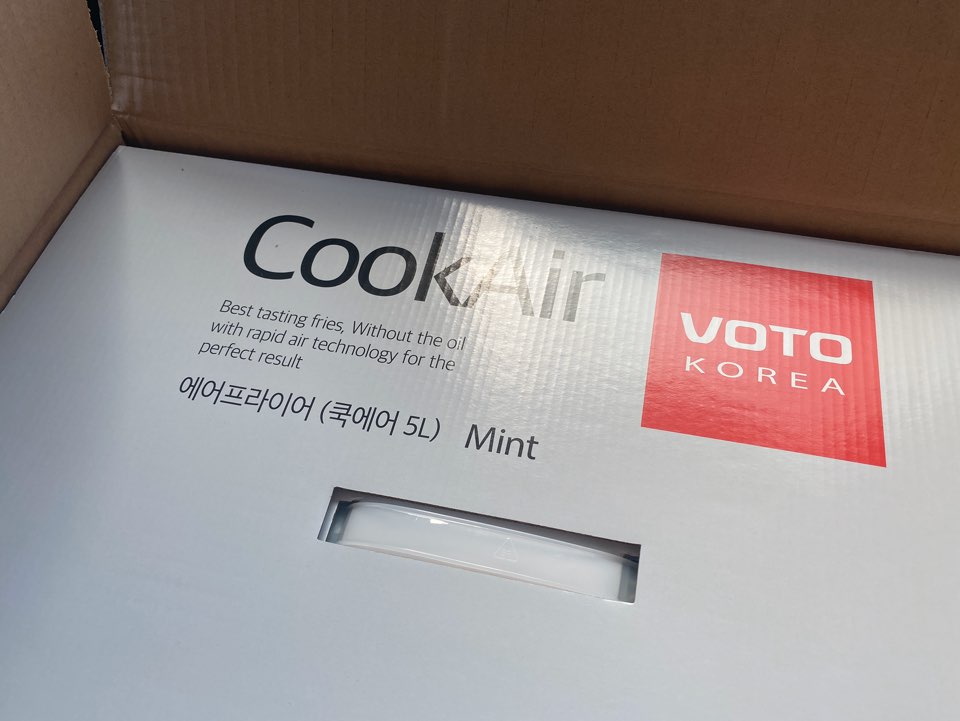 CookAir
Best tasting fries, Without the oil
with rapid air technology for the
perfect result
에어프라이어 (쿡에어 5L) Mint
VOTO
KOREA